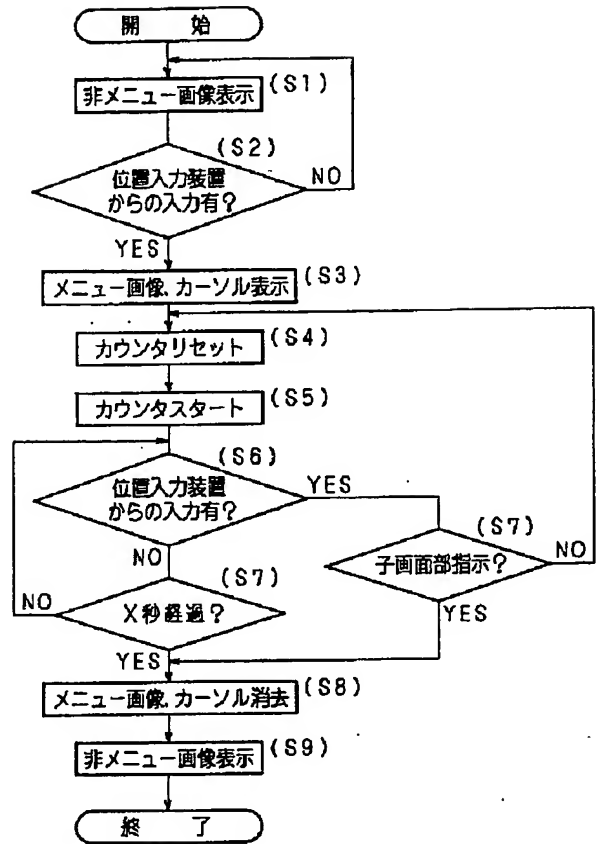 開 始
非メニュー画像表示
(S1)
(S2)
位置入力装置
からの入力有?
NO
YES
メニュー画像,カーソル表示
(S3)
カウンタリセット
(S4)
カウンタスタート
(S5)
(S6)
位置入力装置
からの入力有?
YES
NO
(S7)
子画面部指示?
NO
YES
(S7)
X秒経過?
NO
YES
メニュー画像,カーソル消去
(S8)
非メニュー画像表示
(S9)
終 了